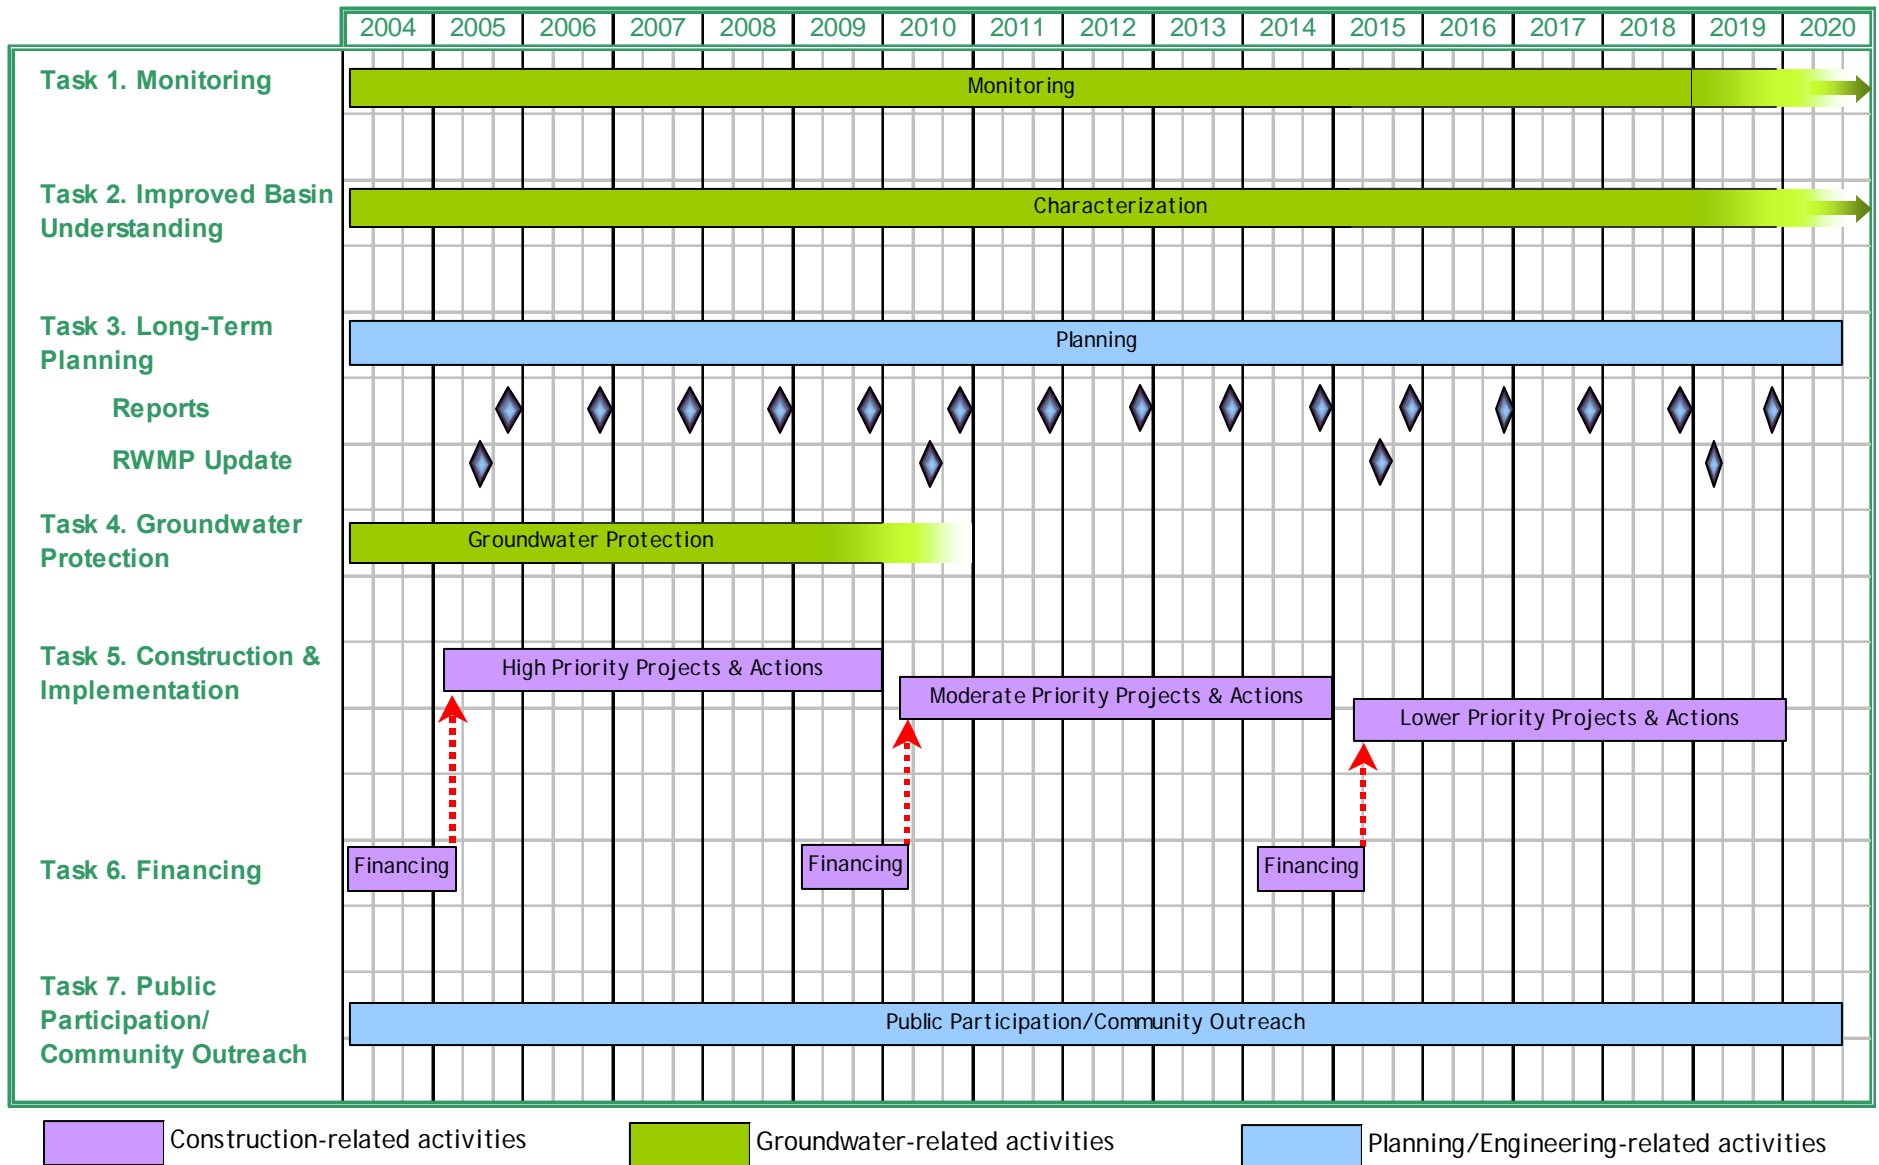 2004 2005 2006 2007 2008 2009 2010 2011 2012 2013 2014 2015 2016 2017 2018 2019 2020
Task 1. Monitoring
Monitoring
Task 2. Improved Basin
Understanding
Characterization
Task 3. Long-Term
Planning
Planning
Reports
RWMP Update
Task 4. Groundwater
Protection
Groundwater Protection
Task 5. Construction &
Implementation
High Priority Projects & Actions
Moderate Priority Projects & Actions
Lower Priority Projects & Actions
Task 6. Financing
Financing
Financing
Financing
Task 7. Public
Participation/
Community Outreach
Public Participation/Community Outreach
Construction-related activities
Groundwater-related activities
Planning/Engineering-related activities